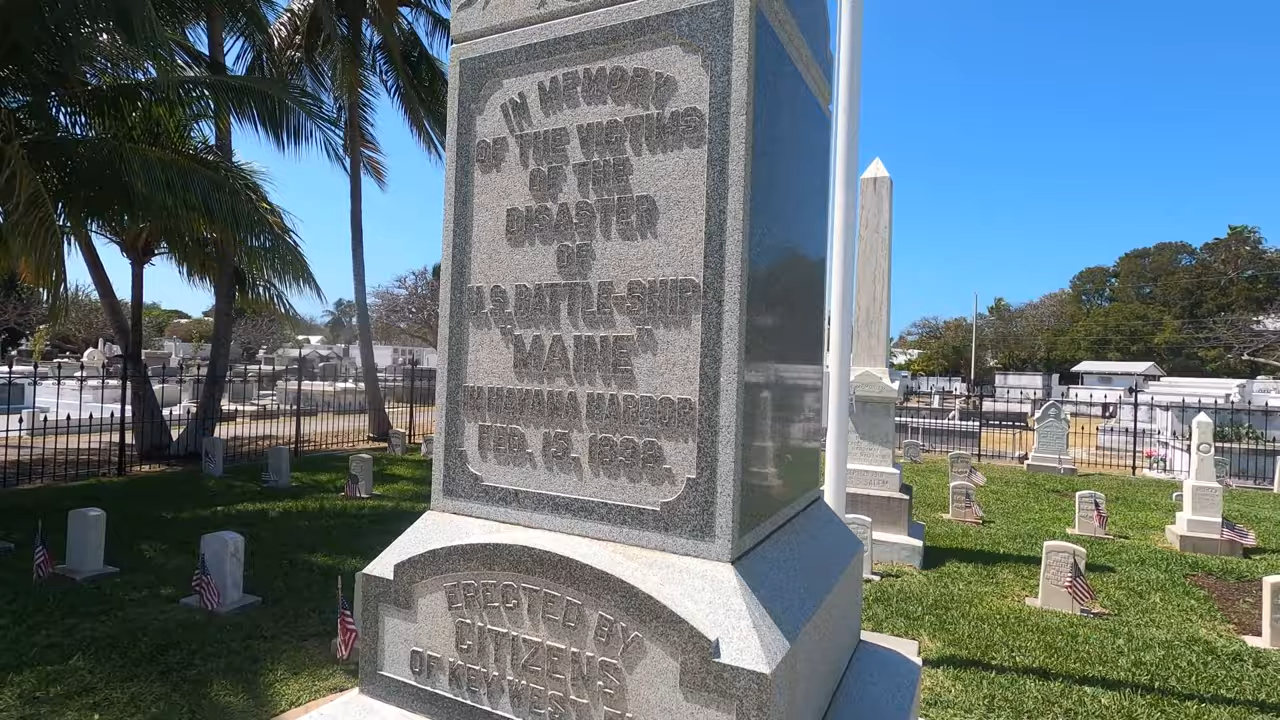 IN MEMORY
OF THE VICTIMS
OF THE
DISASTER
OF
U.S. BATTLE-SHIP
"MAINE"
IN HAVANA HARBOR
FEB. 15, 1898.
ERECTED BY
CITIZENS
OF KEY WEST